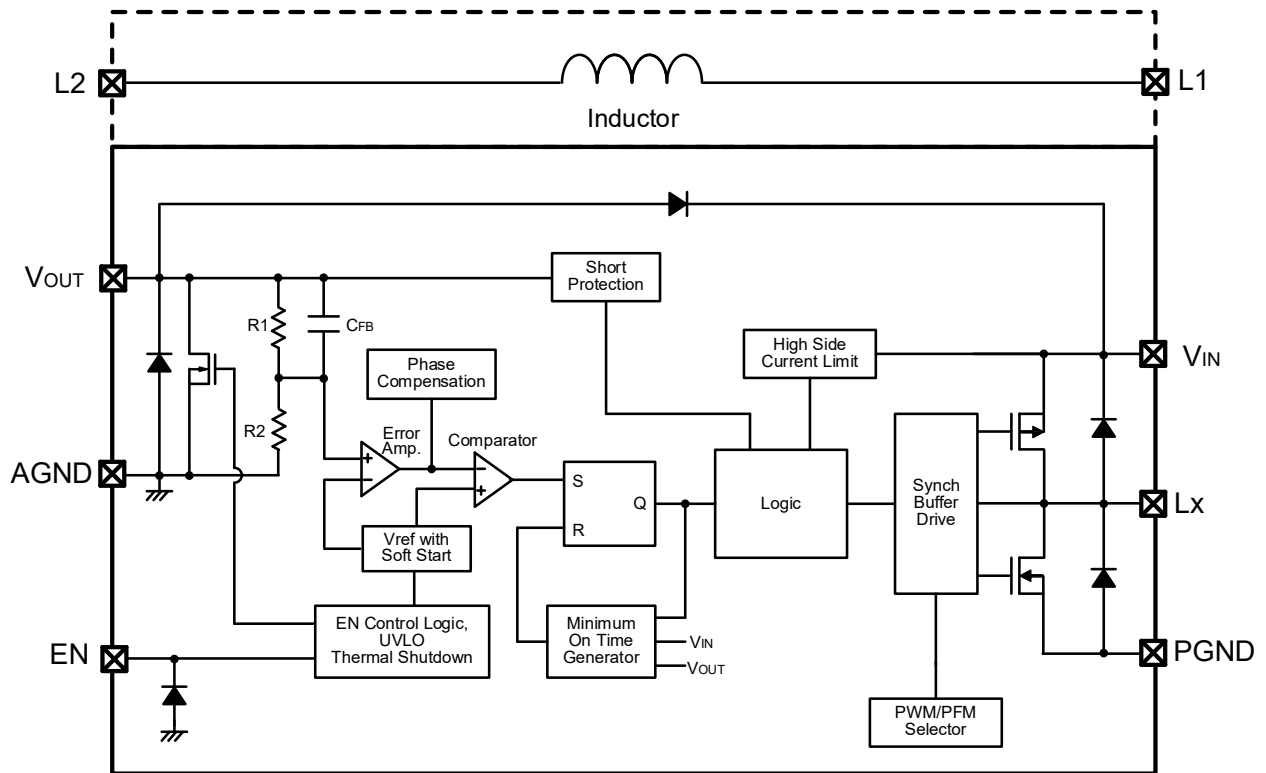 L2
L1
Inductor
VOUT
Short
Protection
R1
CFB
High Side
Current Limit
VIN
Phase
Compensation
R2
Error
Amp.
Comparator
AGND
+
−
−
+
S
Q
R
Logic
Synch
Buffer
Drive
Lx
Vref with
Soft Start
EN Control Logic,
UVLO
Thermal Shutdown
Minimum
On Time
Generator
VIN
VOUT
EN
PGND
PWM/PFM
Selector